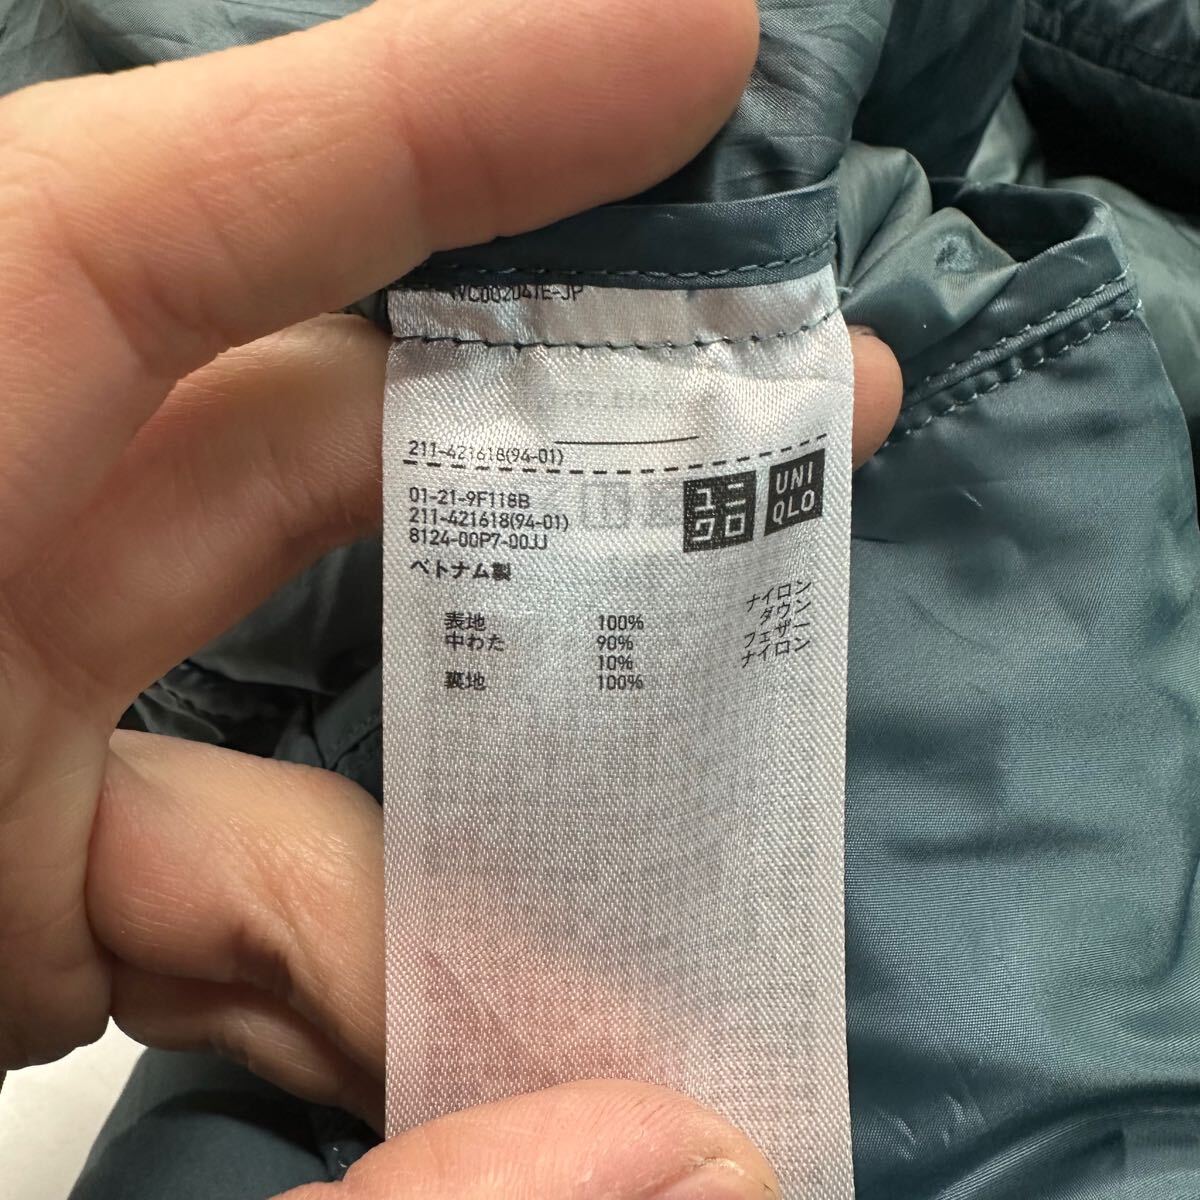 211-421618(94-01)
01-21-9F118B
211-421618(94-01)
8124-00P7-00JJ
ベトナム製
ユニ
クロ
UNI
QLO
表地 100% ナイロン
中わた 90% ダウン
10% フェザー
裏地 100% ナイロン